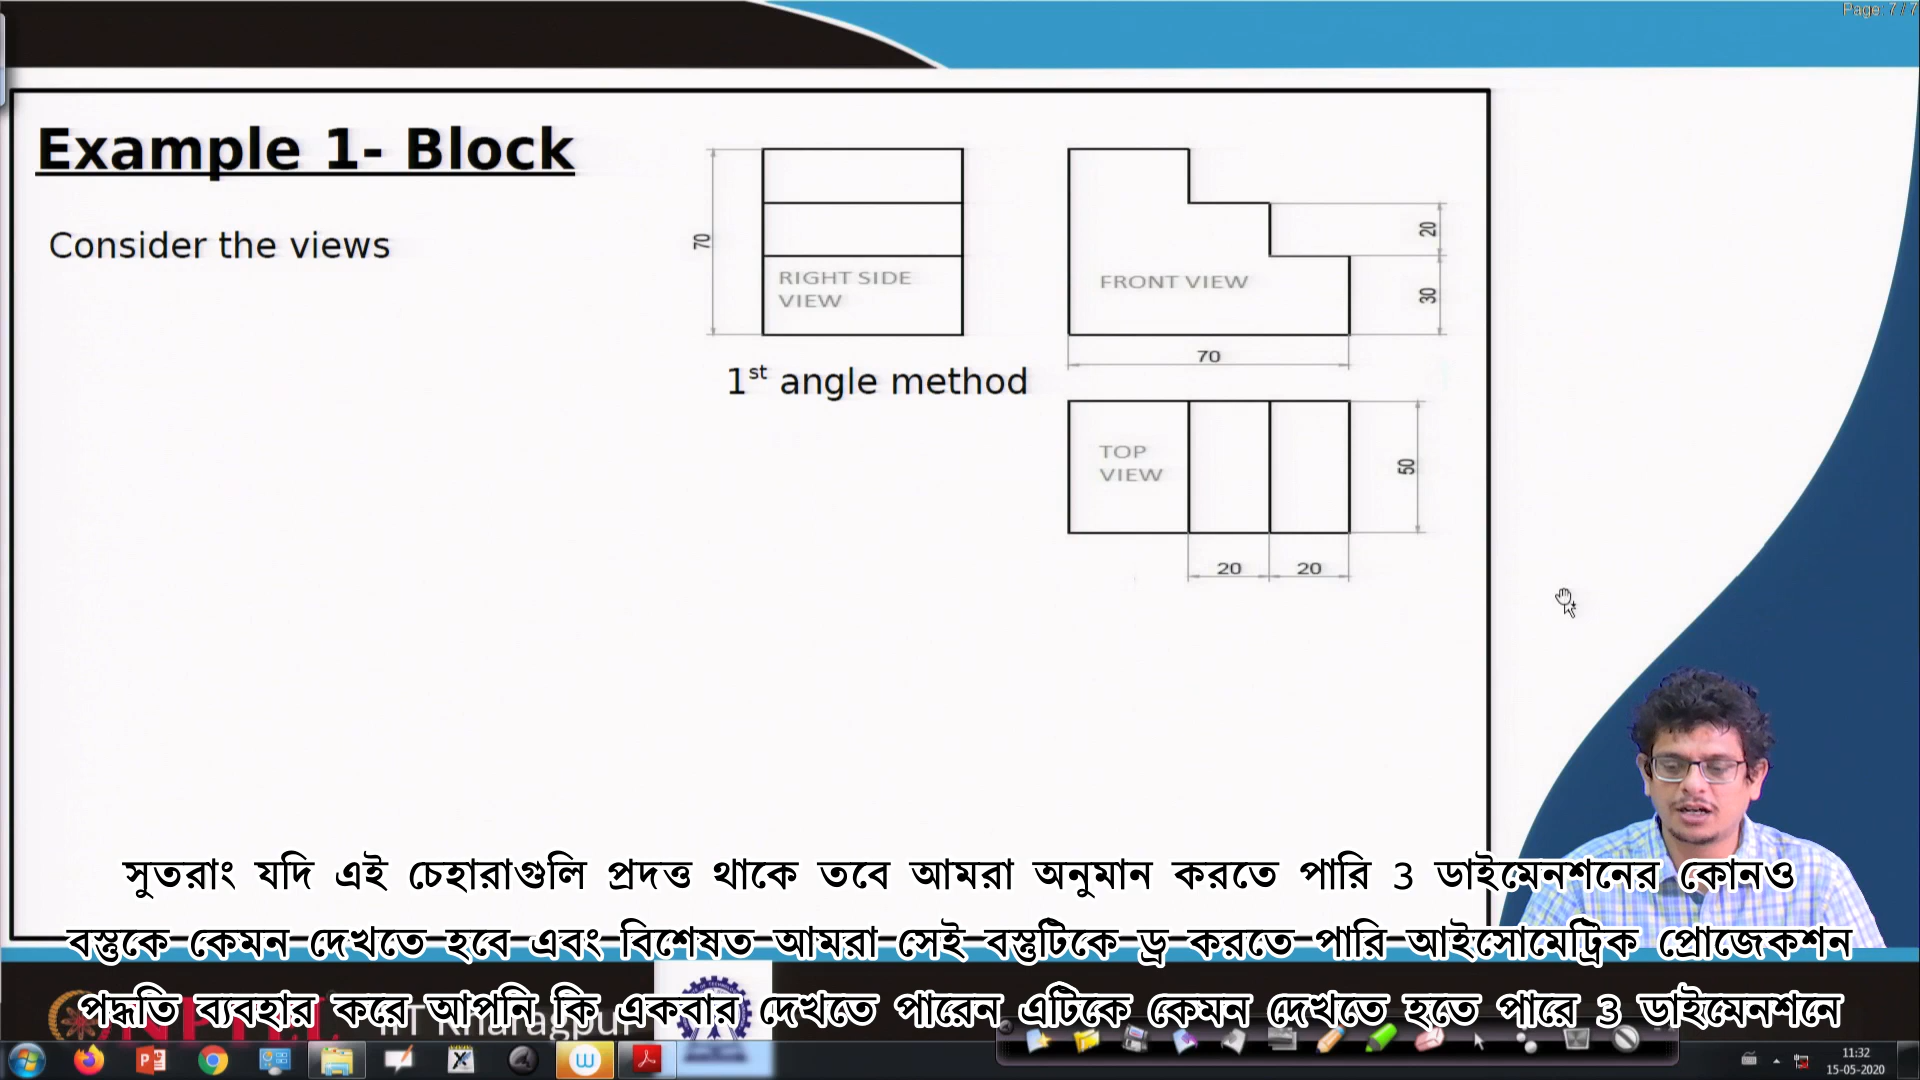 Page: 7 / 7
Example 1- Block
Consider the views
70
RIGHT SIDE
VIEW
FRONT VIEW
20
30
70
1st angle method
TOP
VIEW
50
20 20
সুতরাং যদি এই চেহারাগুলি প্রদত্ত থাকে তবে আমরা অনুমান করতে পারি 3 ডাইমেনশনের কোনও
বস্তুকে কেমন দেখতে হবে এবং বিশেষত আমরা সেই বস্তুটিকে ড্র করতে পারি আইসোমেট্রিক প্রোজেকশন
পদ্ধতি ব্যবহার করে আপনি কি একবার দেখতে পারেন এটিকে কেমন দেখতে হতে পারে 3 ডাইমেনশনে
IIT Kharagpur
11:32
15-05-2020